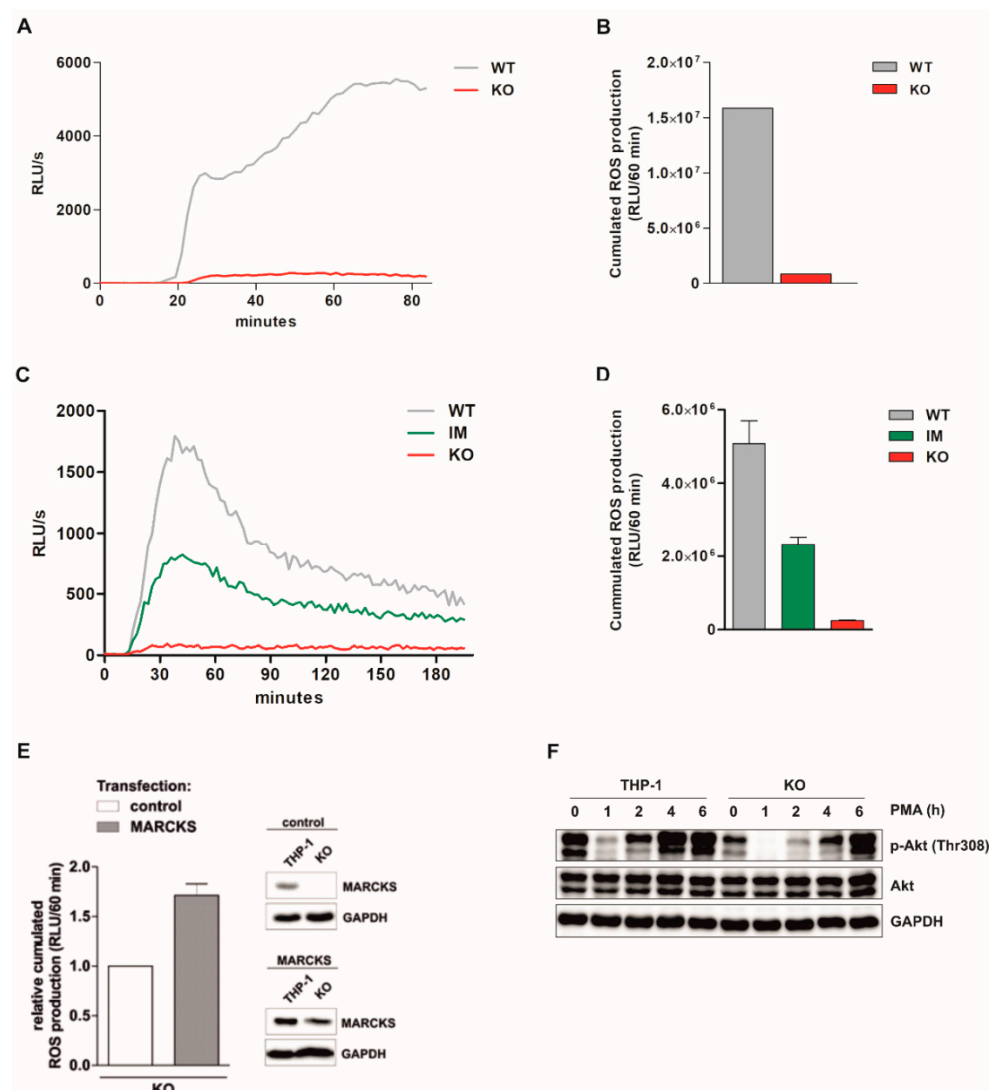 A
6000
4000
2000
0
RLU/s
0 20 40 60 80
minutes
WT
KO
B
2.0×10⁷
1.5×10⁷
1.0×10⁷
5.0×10⁶
0
Cumulated ROS production
(RLU/60 min)
WT
KO
C
2000
1500
1000
500
0
RLU/s
0 30 60 90 120 150 180
minutes
WT
IM
KO
D
6.0×10⁶
4.0×10⁶
2.0×10⁶
0
Cummulated ROS production
(RLU/60 min)
WT
IM
KO
E
Transfection:
control
MARCKS
2.0
1.5
1.0
0.5
0.0
relative cumulated
ROS production (RLU/60 min)
KO
control
THP-1 KO
MARCKS
GAPDH
MARCKS
THP-1 KO
MARCKS
GAPDH
F
THP-1 KO
0 1 2 4 6 0 1 2 4 6 PMA (h)
p-Akt (Thr308)
Akt
GAPDH